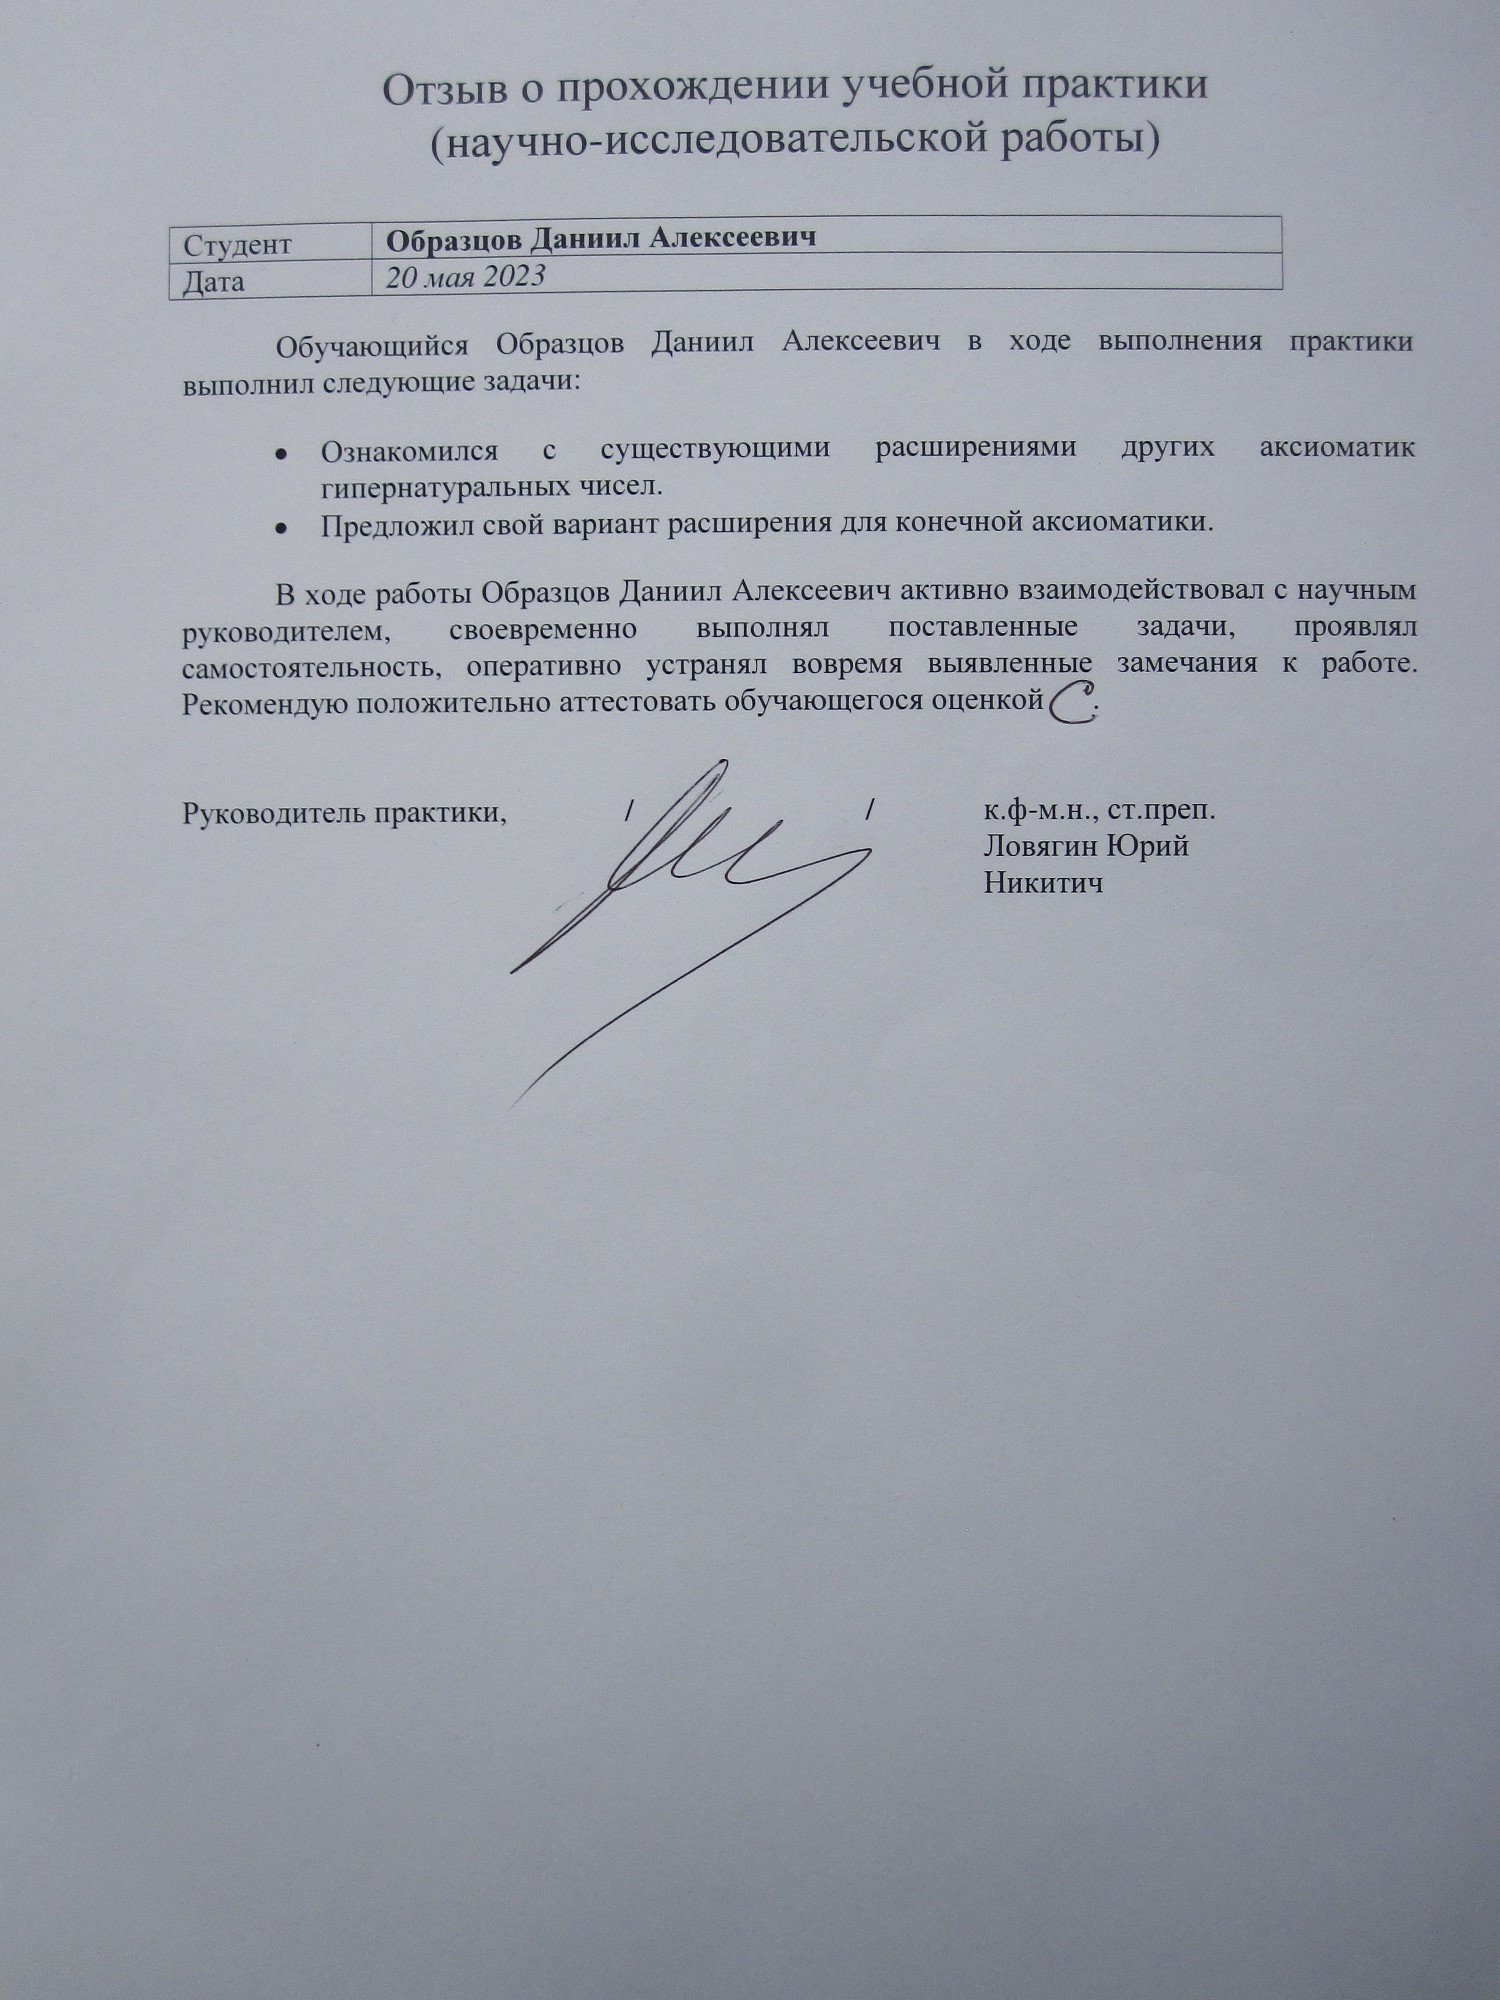 Отзыв о прохождении учебной практики
(научно-исследовательской работы)
Студент Образцов Даниил Алексеевич
Дата 20 мая 2023
Обучающийся Образцов Даниил Алексеевич в ходе выполнения практики
выполнил следующие задачи:
• Ознакомился с существующими расширениями других аксиоматик
гипернатуральных чисел.
• Предложил свой вариант расширения для конечной аксиоматики.
В ходе работы Образцов Даниил Алексеевич активно взаимодействовал с научным
руководителем, своевременно выполнял поставленные задачи, проявлял
самостоятельность, оперативно устранял вовремя выявленные замечания к работе.
Рекомендую положительно аттестовать обучающегося оценкой C.
Руководитель практики, / / к.ф-м.н., ст.преп.
Ловягин Юрий
Никитич